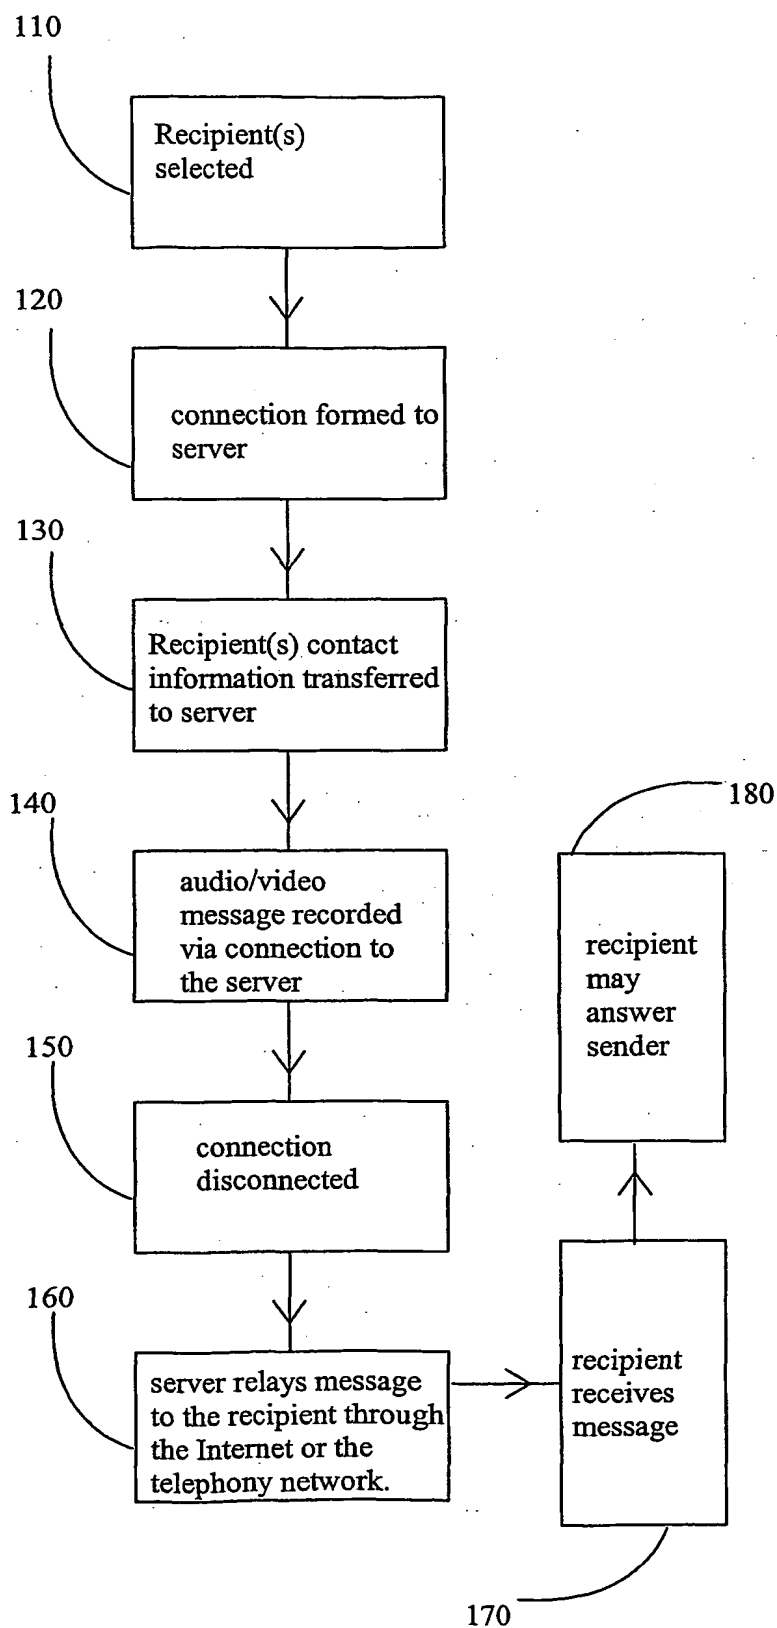 110
Recipient(s)
selected
120
connection formed to
server
130
Recipient(s) contact
information transferred
to server
140
audio/video
message recorded
via connection to
the server
150
connection
disconnected
160
server relays message
to the recipient through
the Internet or the
telephony network.
170
recipient
receives
message
180
recipient
may
answer
sender